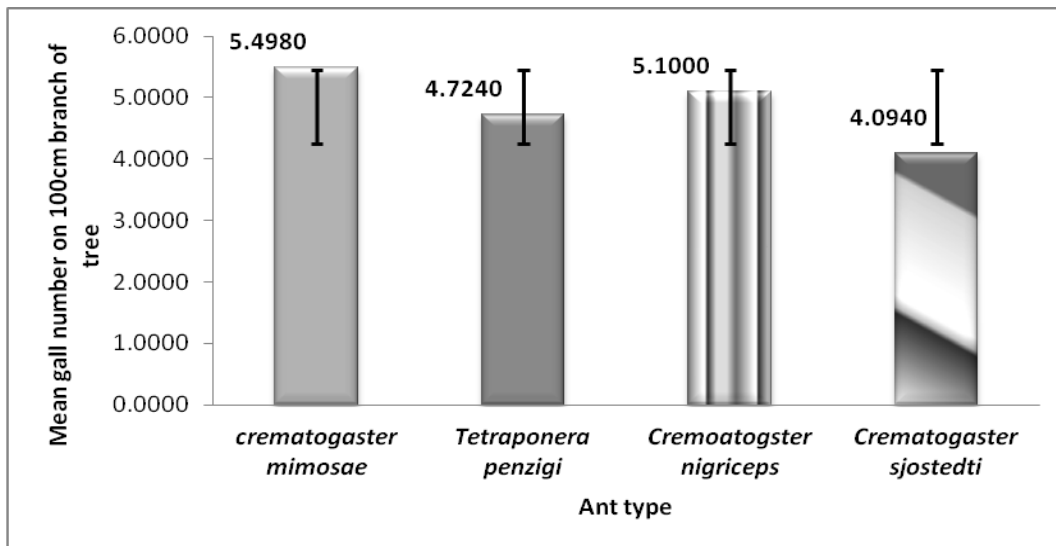 Mean gall number on 100cm branch of
tree
6.0000
5.0000
4.0000
3.0000
2.0000
1.0000
0.0000
5.4980
4.7240
5.1000
4.0940
crematogaster
mimosae
Tetraponera
penzigi
Cremoatogster
nigriceps
Crematogaster
sjostedti
Ant type